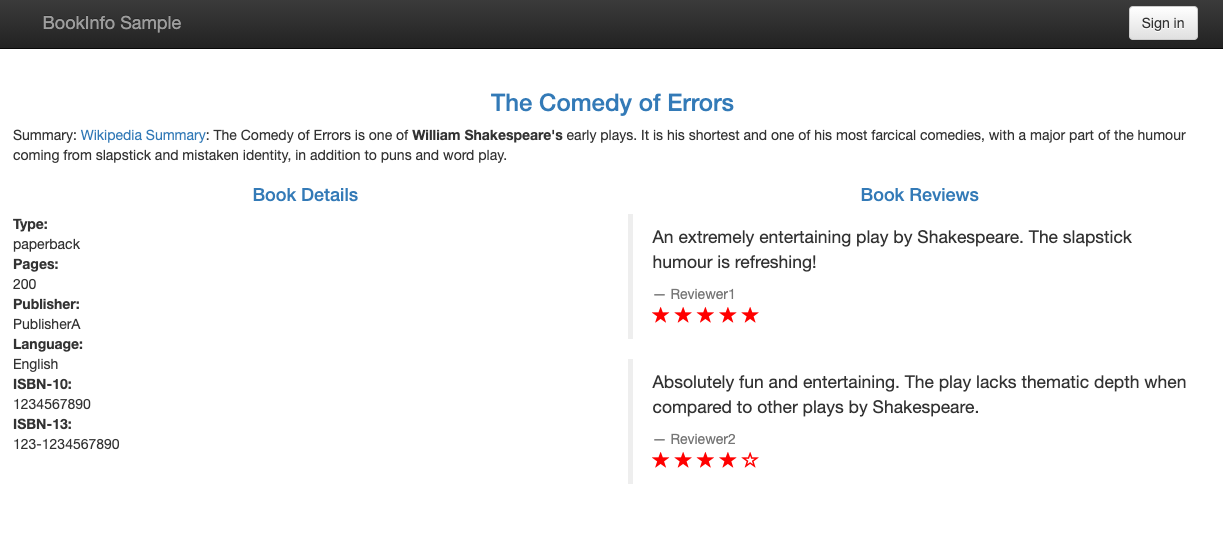 BookInfo Sample
Sign in
The Comedy of Errors
Summary: Wikipedia Summary: The Comedy of Errors is one of William Shakespeare's early plays. It is his shortest and one of his most farcical comedies, with a major part of the humour
coming from slapstick and mistaken identity, in addition to puns and word play.
Book Details
Type:
paperback
Pages:
200
Publisher:
PublisherA
Language:
English
ISBN-10:
1234567890
ISBN-13:
123-1234567890
Book Reviews
An extremely entertaining play by Shakespeare. The slapstick
humour is refreshing!
— Reviewer1
Absolutely fun and entertaining. The play lacks thematic depth when
compared to other plays by Shakespeare.
— Reviewer2